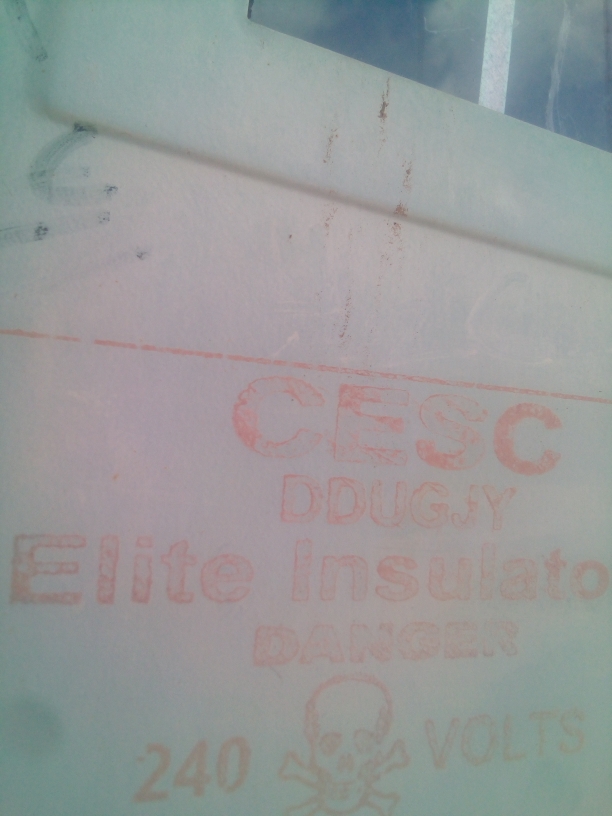 CESC
DDUGJY
Elite Insulato
DANGER
240 VOLTS